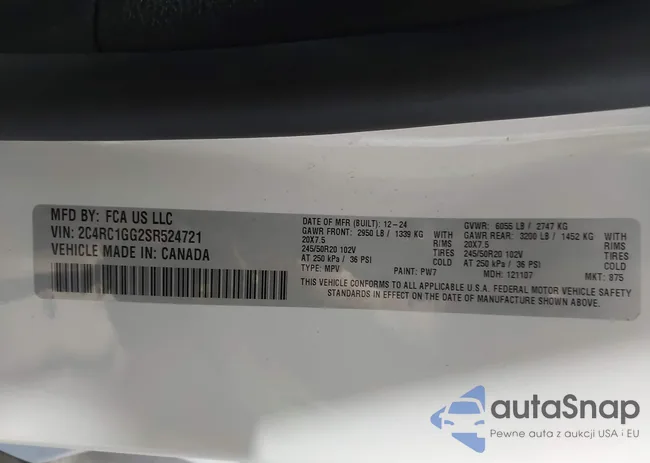 MFD BY: FCA US LLC
VIN: 2C4RC1GG2SR524721
VEHICLE MADE IN: CANADA
DATE OF MFR (BUILT): 12-24
GAWR FRONT: 2950 LB / 1339 KG WITH
20X7.5 RIMS
245/50R20 102V TIRES
AT 250 kPa / 36 PSI COLD
TYPE: MPV PAINT: PW7
GVWR: 6055 LB / 2747 KG
GAWR REAR: 3200 LB / 1452 KG WITH
20X7.5 RIMS
245/50R20 102V TIRES
AT 250 kPa / 36 PSI COLD
MDH: 121107 MKT: 875
THIS VEHICLE CONFORMS TO ALL APPLICABLE U.S.A. FEDERAL MOTOR VEHICLE SAFETY
STANDARDS IN EFFECT ON THE DATE OF MANUFACTURE SHOWN ABOVE.
autaSnap
Pewne auta z aukcji USA i EU